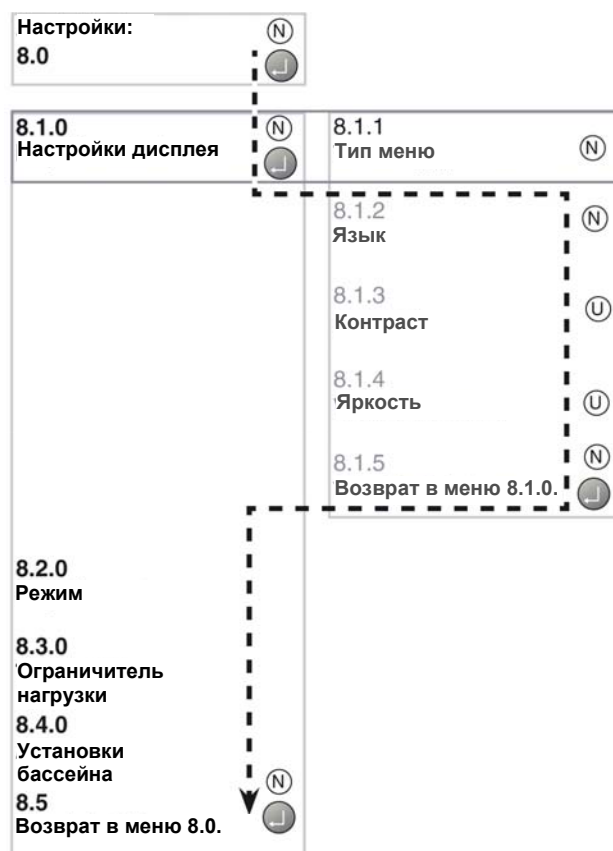 Настройки:
N
8.0
8.1.0
N
Настройки дисплея
8.1.1
Тип меню
N
8.1.2
N
Язык
8.1.3
U
Контраст
8.1.4
Яркость
U
8.1.5
N
Возврат в меню 8.1.0.
8.2.0
Режим
8.3.0
Ограничитель
нагрузки
8.4.0
Установки
бассейна
N
8.5
Возврат в меню 8.0.